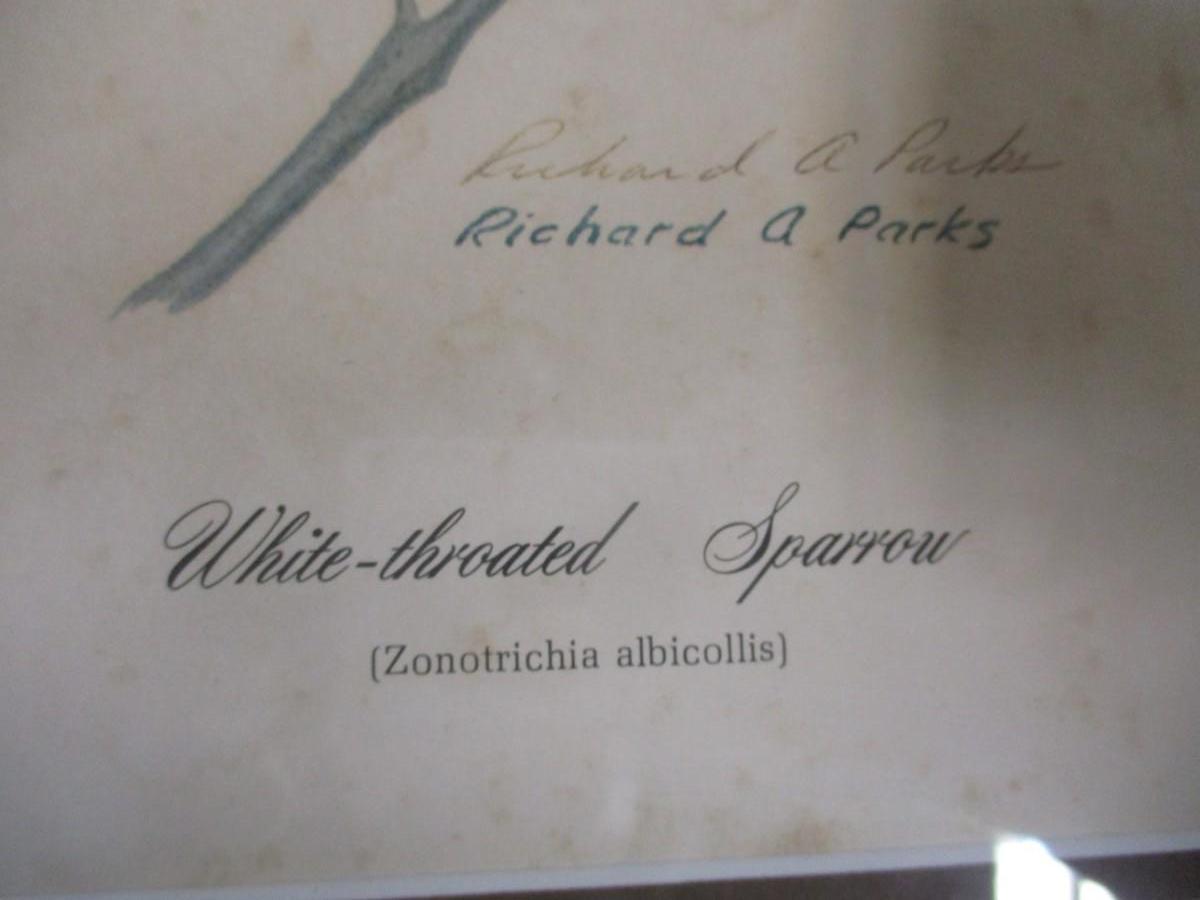 Richard A Parks
Richard A Parks
White-throated Sparrow
(Zonotrichia albicollis)